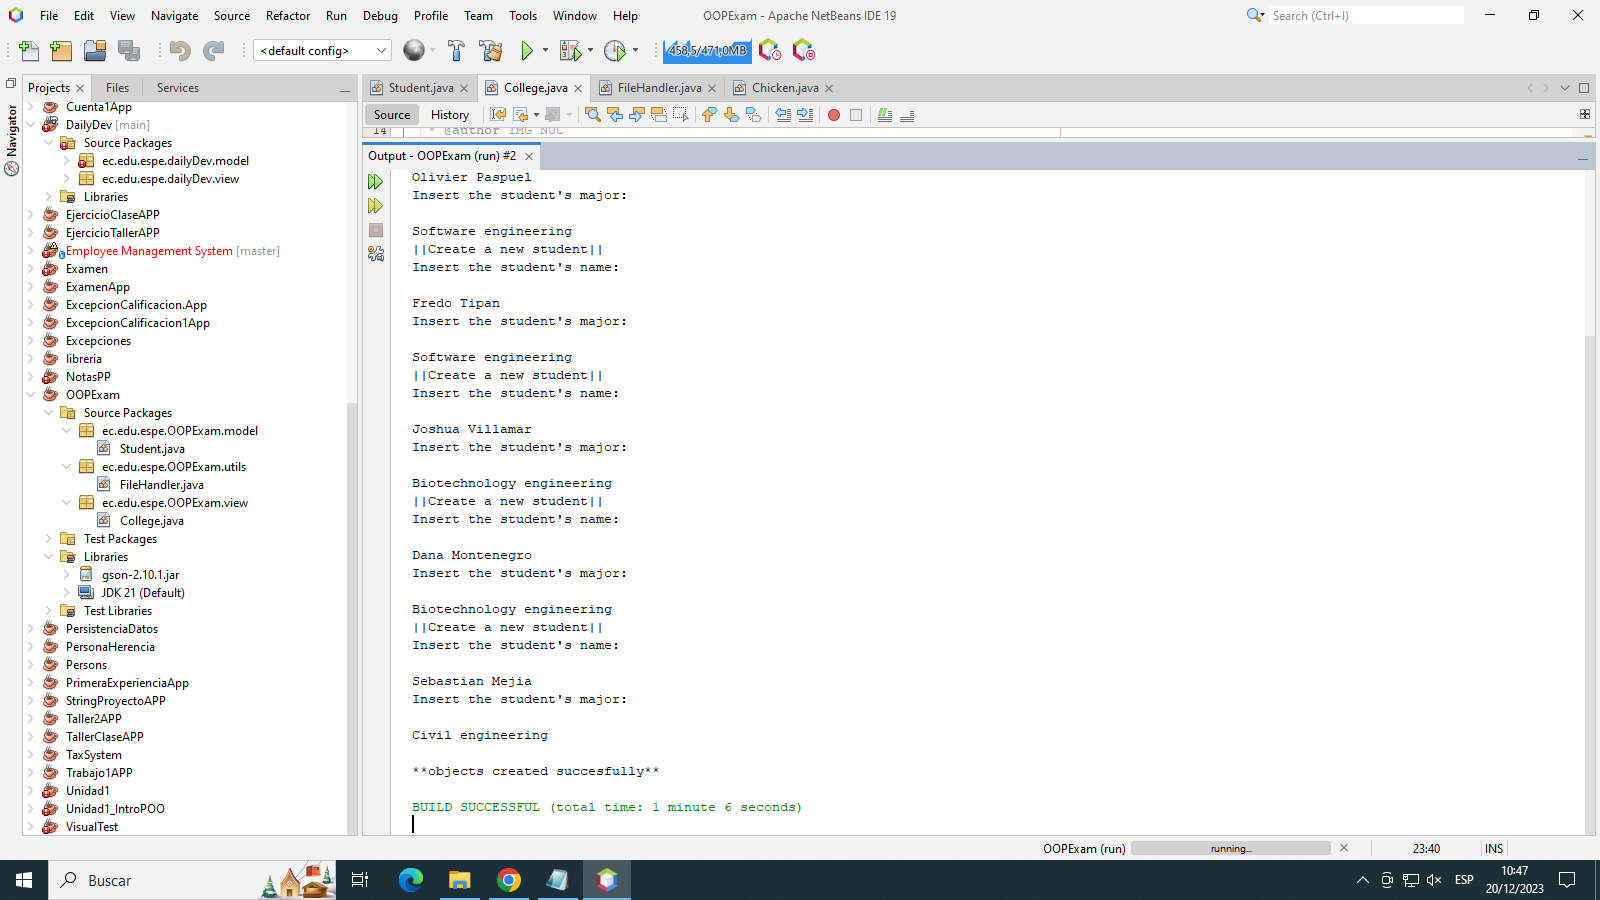 File Edit View Navigate Source Refactor Run Debug Profile Team Tools Window Help
OOPExam - Apache NetBeans IDE 19
Search (Ctrl+I)
<default config>
458,5/471,0MB
Projects Files Services
Navigator
Cuenta1App
DailyDev [main]
Source Packages
ec.edu.espe.dailyDev.model
ec.edu.espe.dailyDev.view
Libraries
EjercicioClaseAPP
EjercicioTallerAPP
Employee Management System [master]
Examen
ExamenApp
ExcepcionCalificacion.App
ExcepcionCalificacion1App
Excepciones
libreria
NotasPP
OOPExam
Source Packages
ec.edu.espe.OOPExam.model
Student.java
ec.edu.espe.OOPExam.utils
FileHandler.java
ec.edu.espe.OOPExam.view
College.java
Test Packages
Libraries
gson-2.10.1.jar
JDK 21 (Default)
Test Libraries
PersistenciaDatos
PersonaHerencia
Persons
PrimeraExperienciaApp
StringProyectoAPP
Taller2APP
TallerClaseAPP
TaxSystem
Trabajo1APP
Unidad1
Unidad1_IntroPOO
VisualTest
Student.java College.java FileHandler.java Chicken.java
Source History
14 * @author IMG NUC
Output - OOPExam (run) #2
Olivier Paspuel
Insert the student's major:
Software engineering
||Create a new student||
Insert the student's name:
Fredo Tipan
Insert the student's major:
Software engineering
||Create a new student||
Insert the student's name:
Joshua Villamar
Insert the student's major:
Biotechnology engineering
||Create a new student||
Insert the student's name:
Dana Montenegro
Insert the student's major:
Biotechnology engineering
||Create a new student||
Insert the student's name:
Sebastian Mejia
Insert the student's major:
Civil engineering
**objects created succesfully**
BUILD SUCCESSFUL (total time: 1 minute 6 seconds)
OOPExam (run) running... 23:40 INS
Buscar
ESP
10:47
20/12/2023